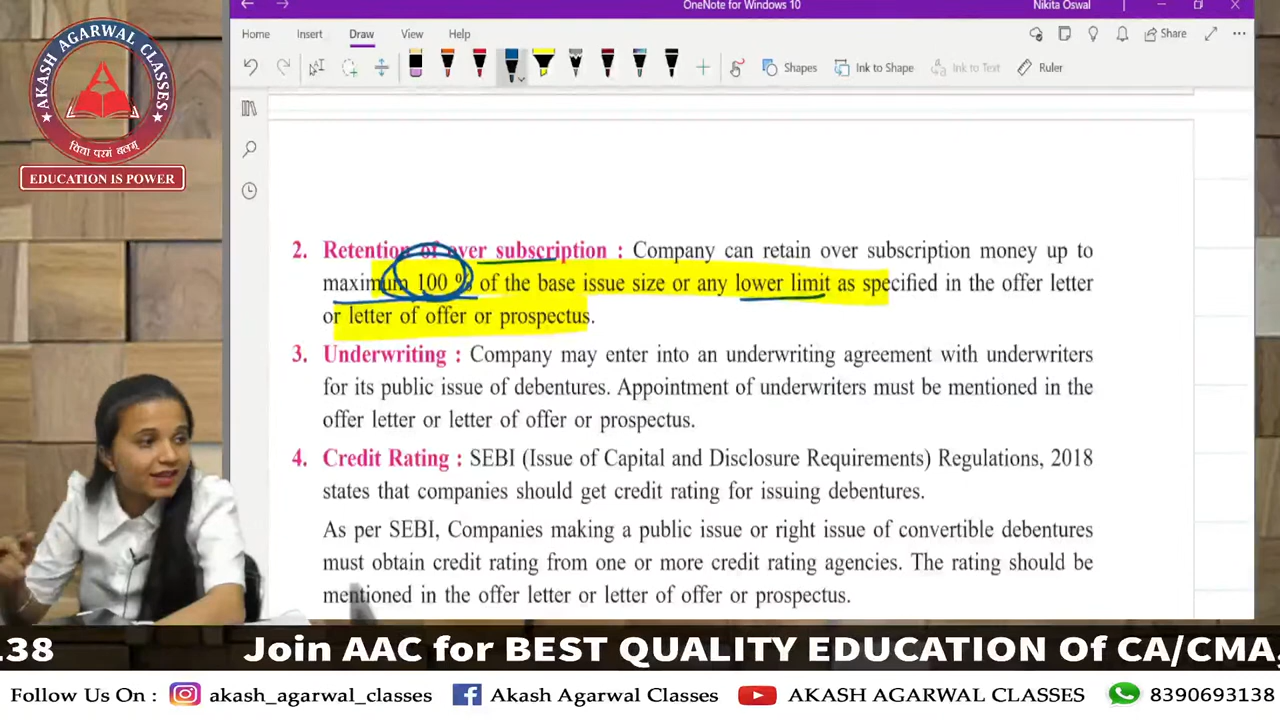 OneNote for Windows 10
Nikita Oswal
Home Insert Draw View Help
Share
Shapes
Ink to Shape
Ink to Text
Ruler
AKASH AGARWAL CLASSES
विद्या परमं बलम्
EDUCATION IS POWER
2. Retention of over subscription : Company can retain over subscription money up to
maximum 100 % of the base issue size or any lower limit as specified in the offer letter
or letter of offer or prospectus.
3. Underwriting : Company may enter into an underwriting agreement with underwriters
for its public issue of debentures. Appointment of underwriters must be mentioned in the
offer letter or letter of offer or prospectus.
4. Credit Rating : SEBI (Issue of Capital and Disclosure Requirements) Regulations, 2018
states that companies should get credit rating for issuing debentures.
As per SEBI, Companies making a public issue or right issue of convertible debentures
must obtain credit rating from one or more credit rating agencies. The rating should be
mentioned in the offer letter or letter of offer or prospectus.
138 Join AAC for BEST QUALITY EDUCATION Of CA/CMA
Follow Us On : akash_agarwal_classes Akash Agarwal Classes AKASH AGARWAL CLASSES 8390693138